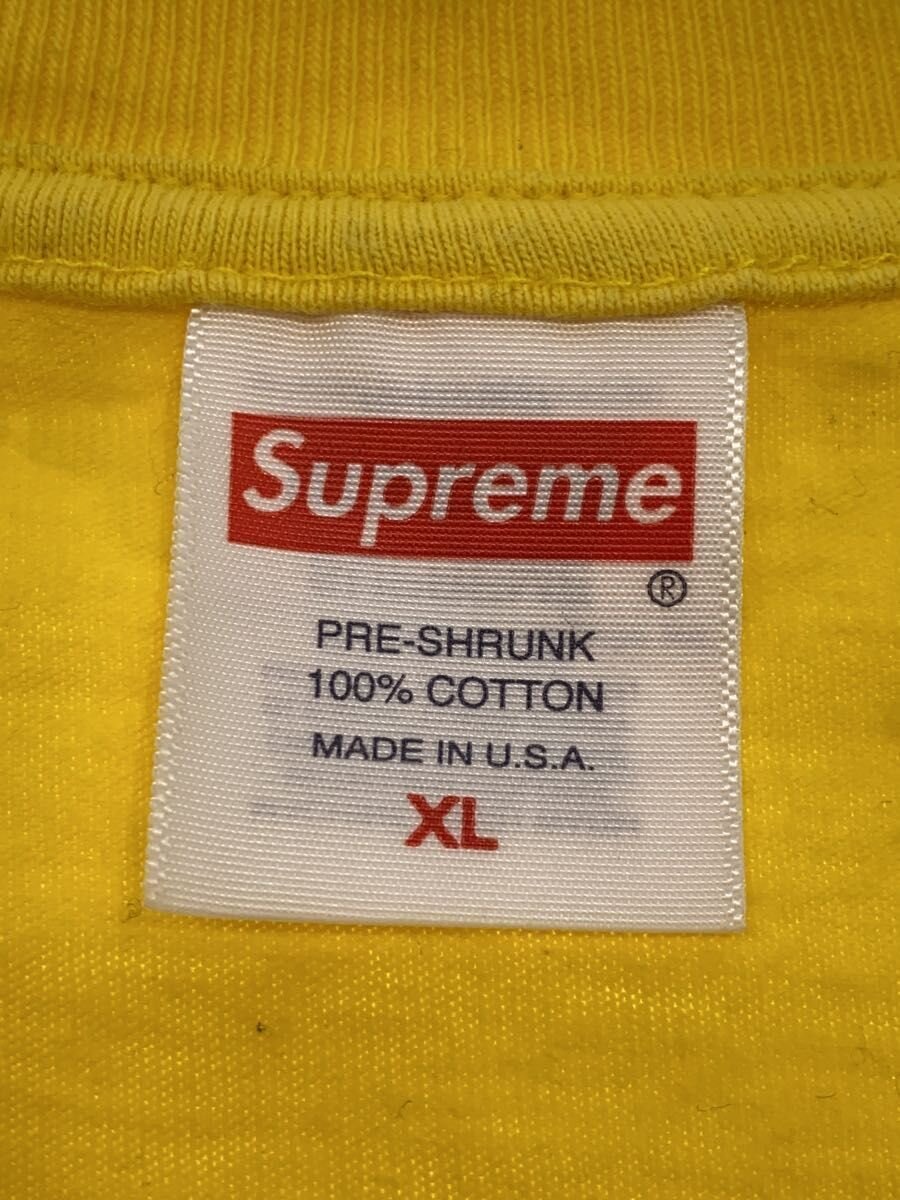 Supreme
®
PRE-SHRUNK
100% COTTON
MADE IN U.S.A.
XL